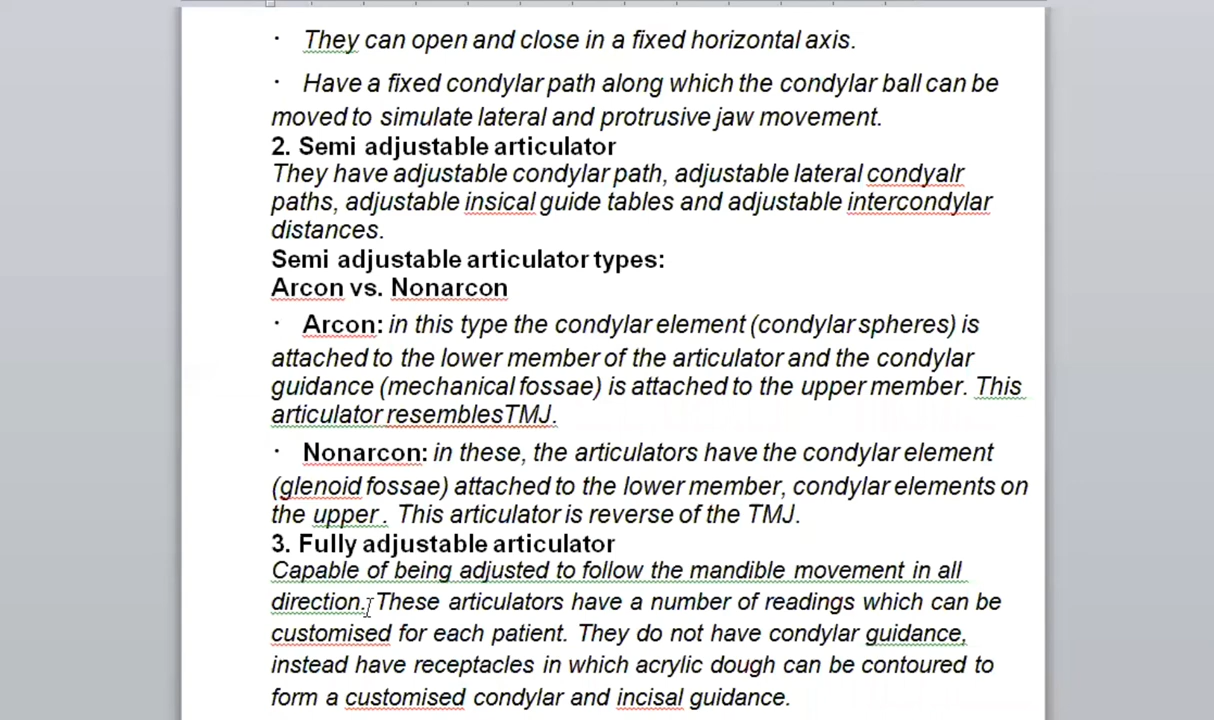 · They can open and close in a fixed horizontal axis.
· Have a fixed condylar path along which the condylar ball can be
moved to simulate lateral and protrusive jaw movement.
2. Semi adjustable articulator
They have adjustable condylar path, adjustable lateral condyalr
paths, adjustable insical guide tables and adjustable intercondylar
distances.
Semi adjustable articulator types:
Arcon vs. Nonarcon
· Arcon: in this type the condylar element (condylar spheres) is
attached to the lower member of the articulator and the condylar
guidance (mechanical fossae) is attached to the upper member. This
articulator resemblesTMJ.
· Nonarcon: in these, the articulators have the condylar element
(glenoid fossae) attached to the lower member, condylar elements on
the upper . This articulator is reverse of the TMJ.
3. Fully adjustable articulator
Capable of being adjusted to follow the mandible movement in all
direction. These articulators have a number of readings which can be
customised for each patient. They do not have condylar guidance,
instead have receptacles in which acrylic dough can be contoured to
form a customised condylar and incisal guidance.